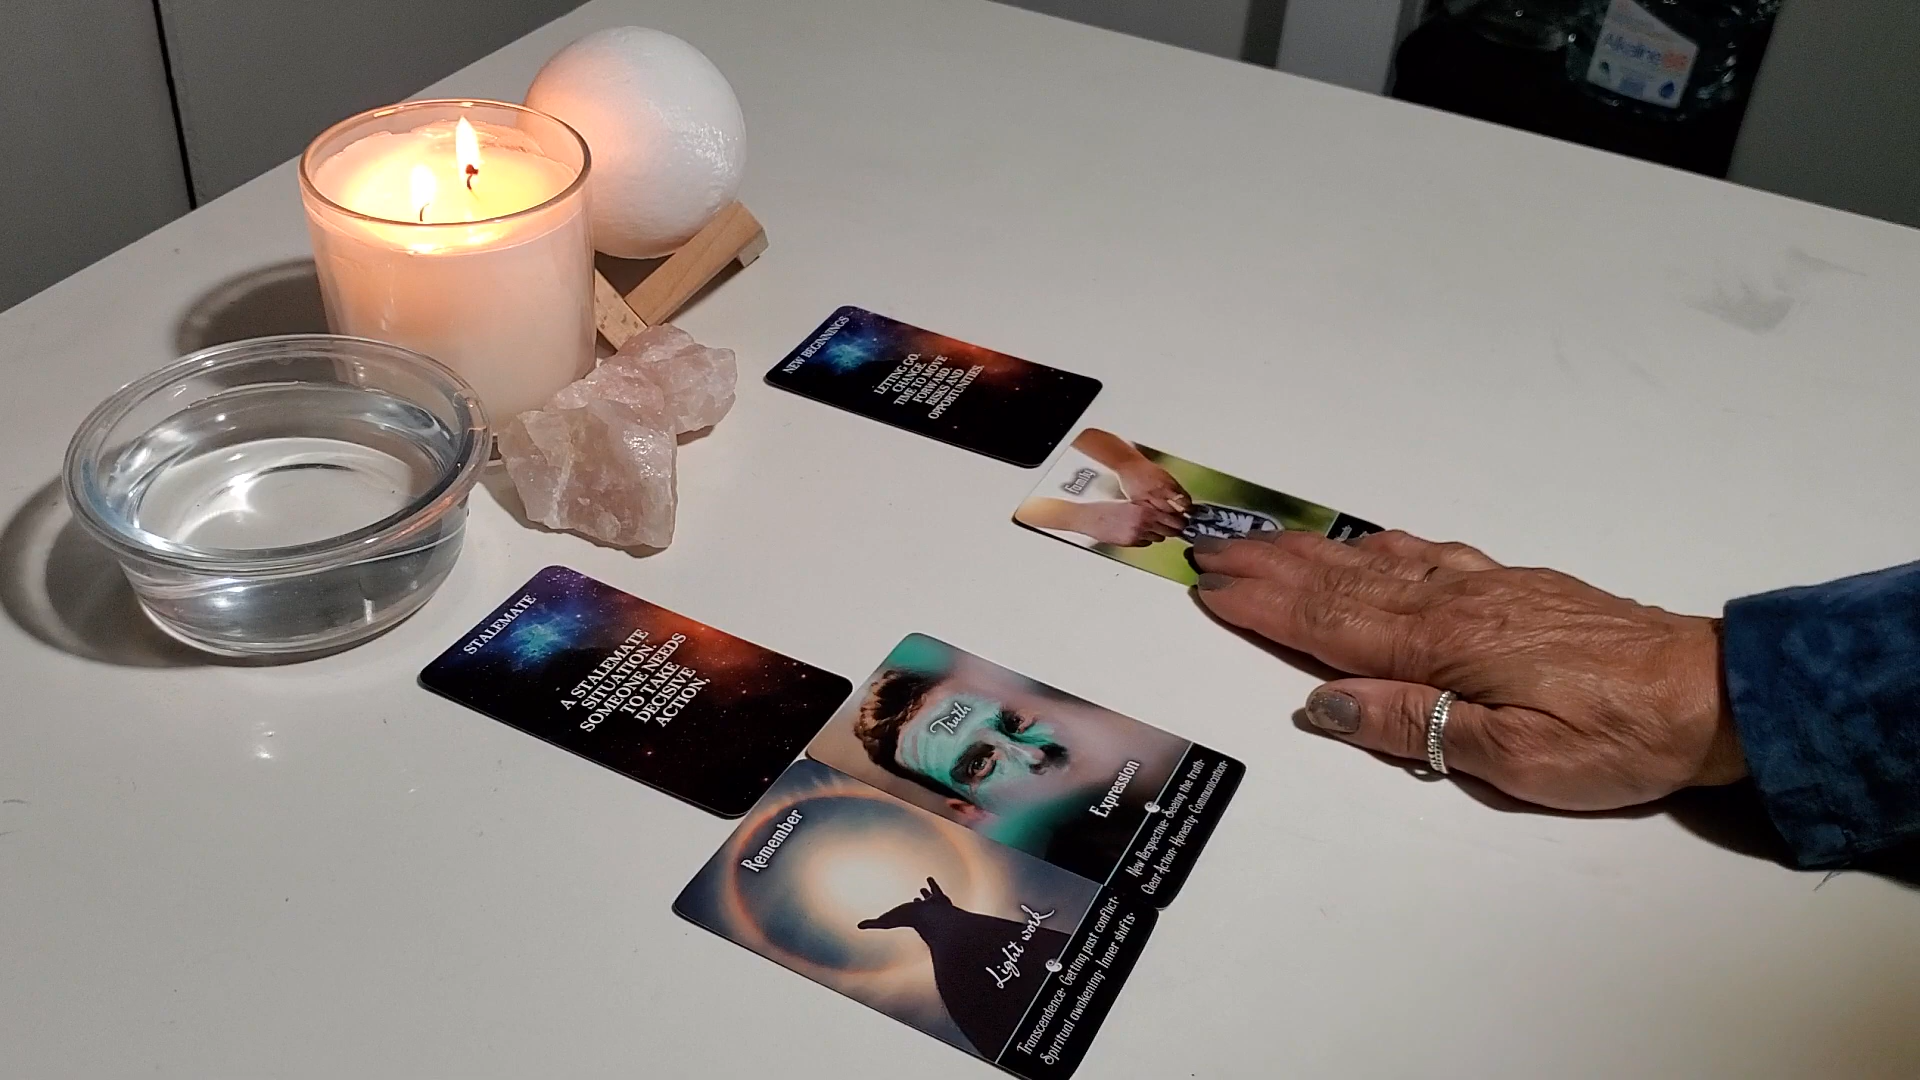 Alkaline
NEW BEGINNINGS
LETTING GO.
CHANGE.
TIME TO MOVE
FORWARD.
RISKS AND
OPPORTUNITIES.
Family
STALEMATE
A STALEMATE
SITUATION.
SOMEONE NEEDS
TO TAKE
DECISIVE
ACTION.
Truth
Expression
New Perspective· Seeing the truth·
Clear Action· Honesty· Communication·
Remember
Light work
Transcendence· Getting past conflict·
Spiritual awakening· Inner shifts·